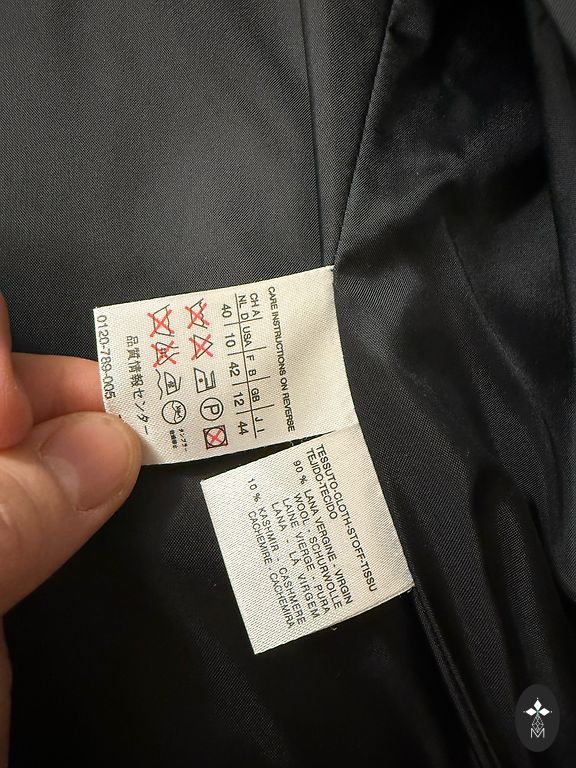 CARE INSTRUCTIONS ON REVERSE
CH A
NL D USA F B GB J I
40 10 42 12 44
P
品質情報センター
0120-789-005
TESSUTO-CLOTH-STOFF-TISSU
TEJIDO-TECIDO
90 % LANA VERGINE - VIRGIN
WOOL - SCHURWOLLE
LAINE VIERGE - PURA
LANA - LÃ VIRGEM
10 % KASHMIR - CASHMERE
CACHEMIRE CACHEMIRA
M